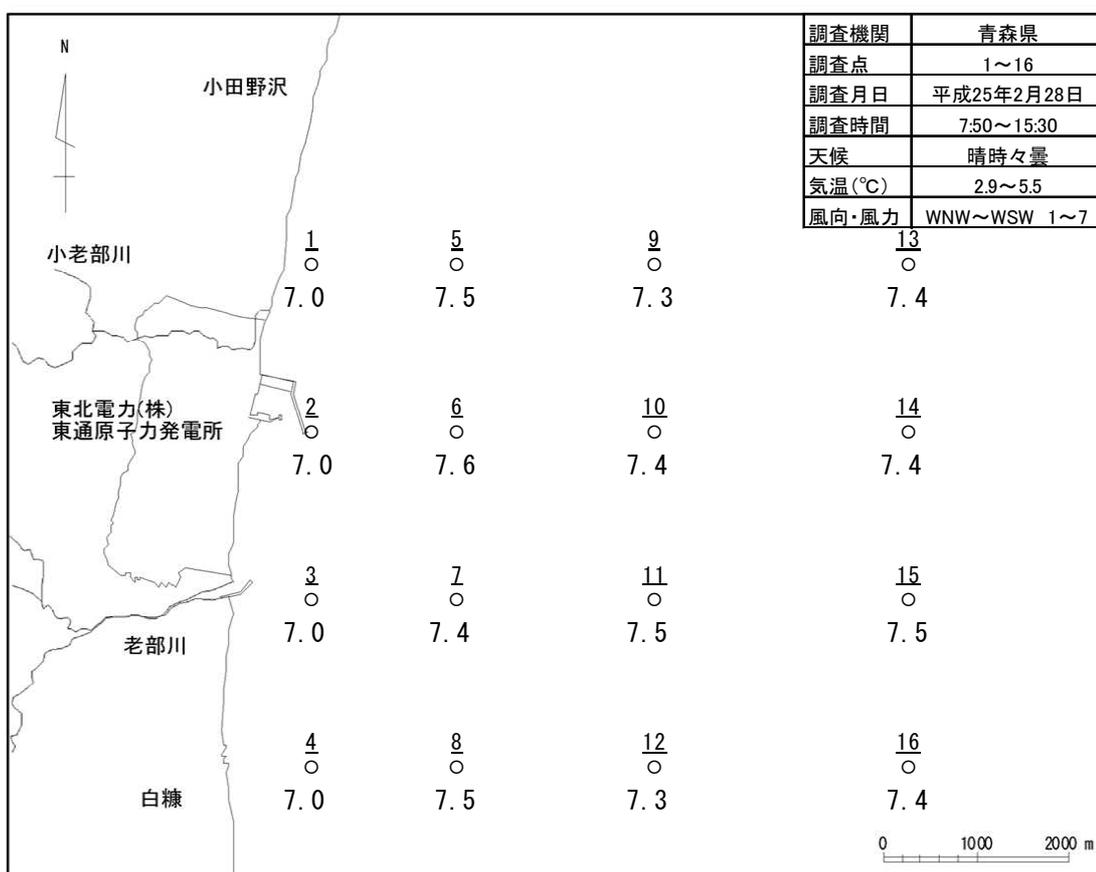 調査機関 青森県
調査点 1～16
調査月日 平成25年2月28日
調査時間 7:50～15:30
天候 晴時々曇
気温(℃) 2.9～5.5
風向・風力 WNW～WSW 1～7
N
小田野沢
小老部川
1 5 9 13
7.0 7.5 7.3 7.4
東北電力(株)
東通原子力発電所
2 6 10 14
7.0 7.6 7.4 7.4
3 7 11 15
7.0 7.4 7.5 7.5
老部川
4 8 12 16
白糠
7.0 7.5 7.3 7.4
0 1000 2000 m